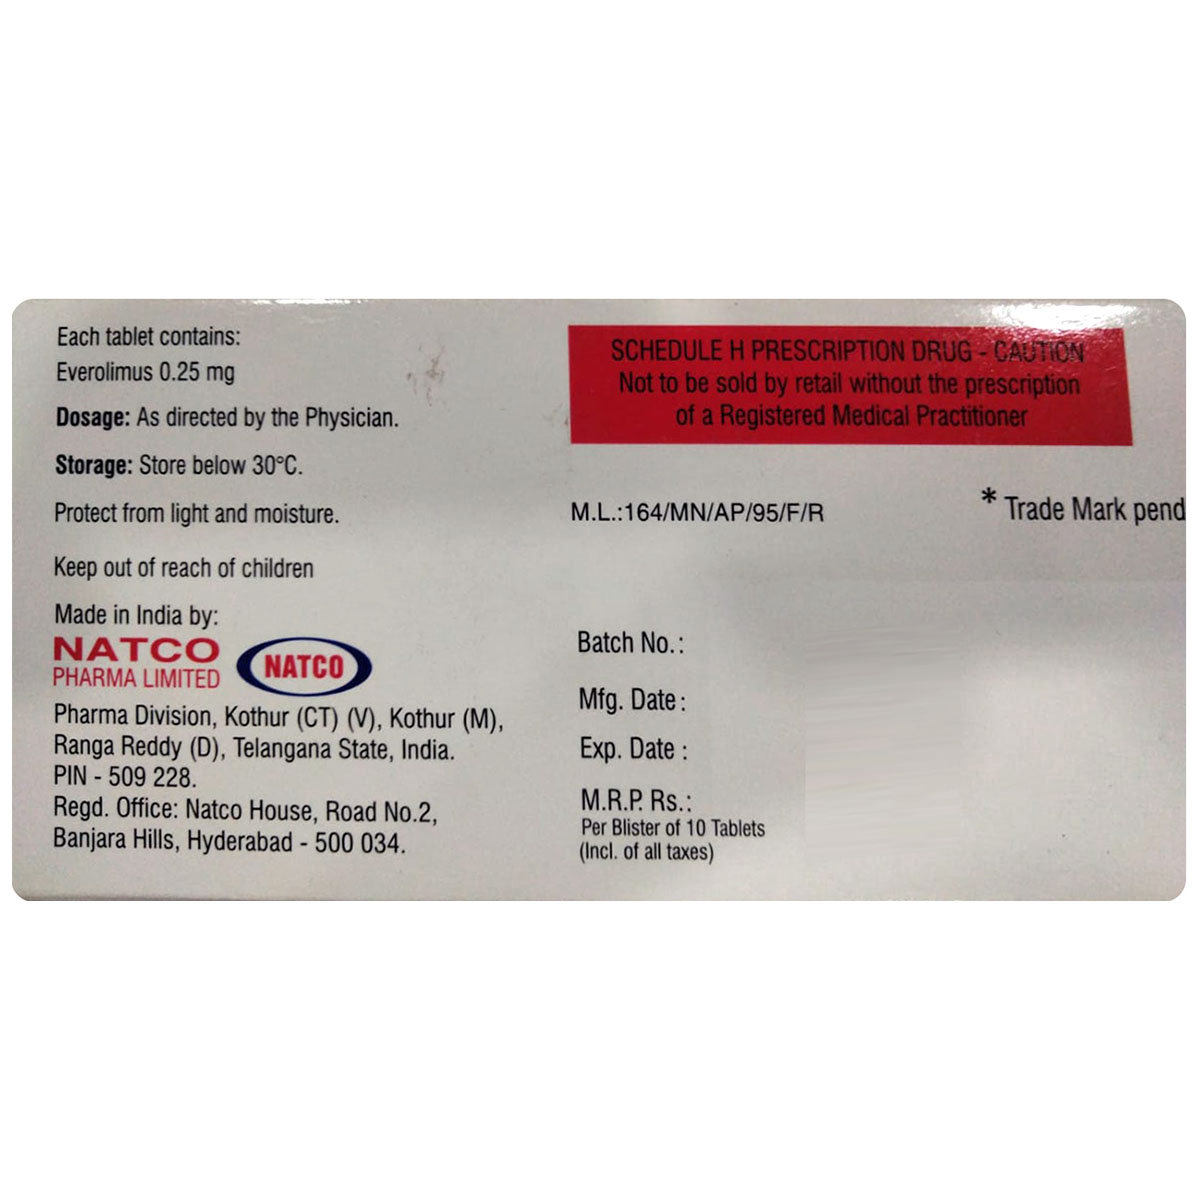 Each tablet contains:
Everolimus 0.25 mg
Dosage: As directed by the Physician.
Storage: Store below 30°C.
Protect from light and moisture.
Keep out of reach of children
Made in India by:
NATCO
PHARMA LIMITED
NATCO
Pharma Division, Kothur (CT) (V), Kothur (M),
Ranga Reddy (D), Telangana State, India.
PIN - 509 228.
Regd. Office: Natco House, Road No.2,
Banjara Hills, Hyderabad - 500 034.
SCHEDULE H PRESCRIPTION DRUG - CAUTION
Not to be sold by retail without the prescription
of a Registered Medical Practitioner
M.L.:164/MN/AP/95/F/R
* Trade Mark pend
Batch No.:
Mfg. Date:
Exp. Date :
M.R.P. Rs.:
Per Blister of 10 Tablets
(Incl. of all taxes)